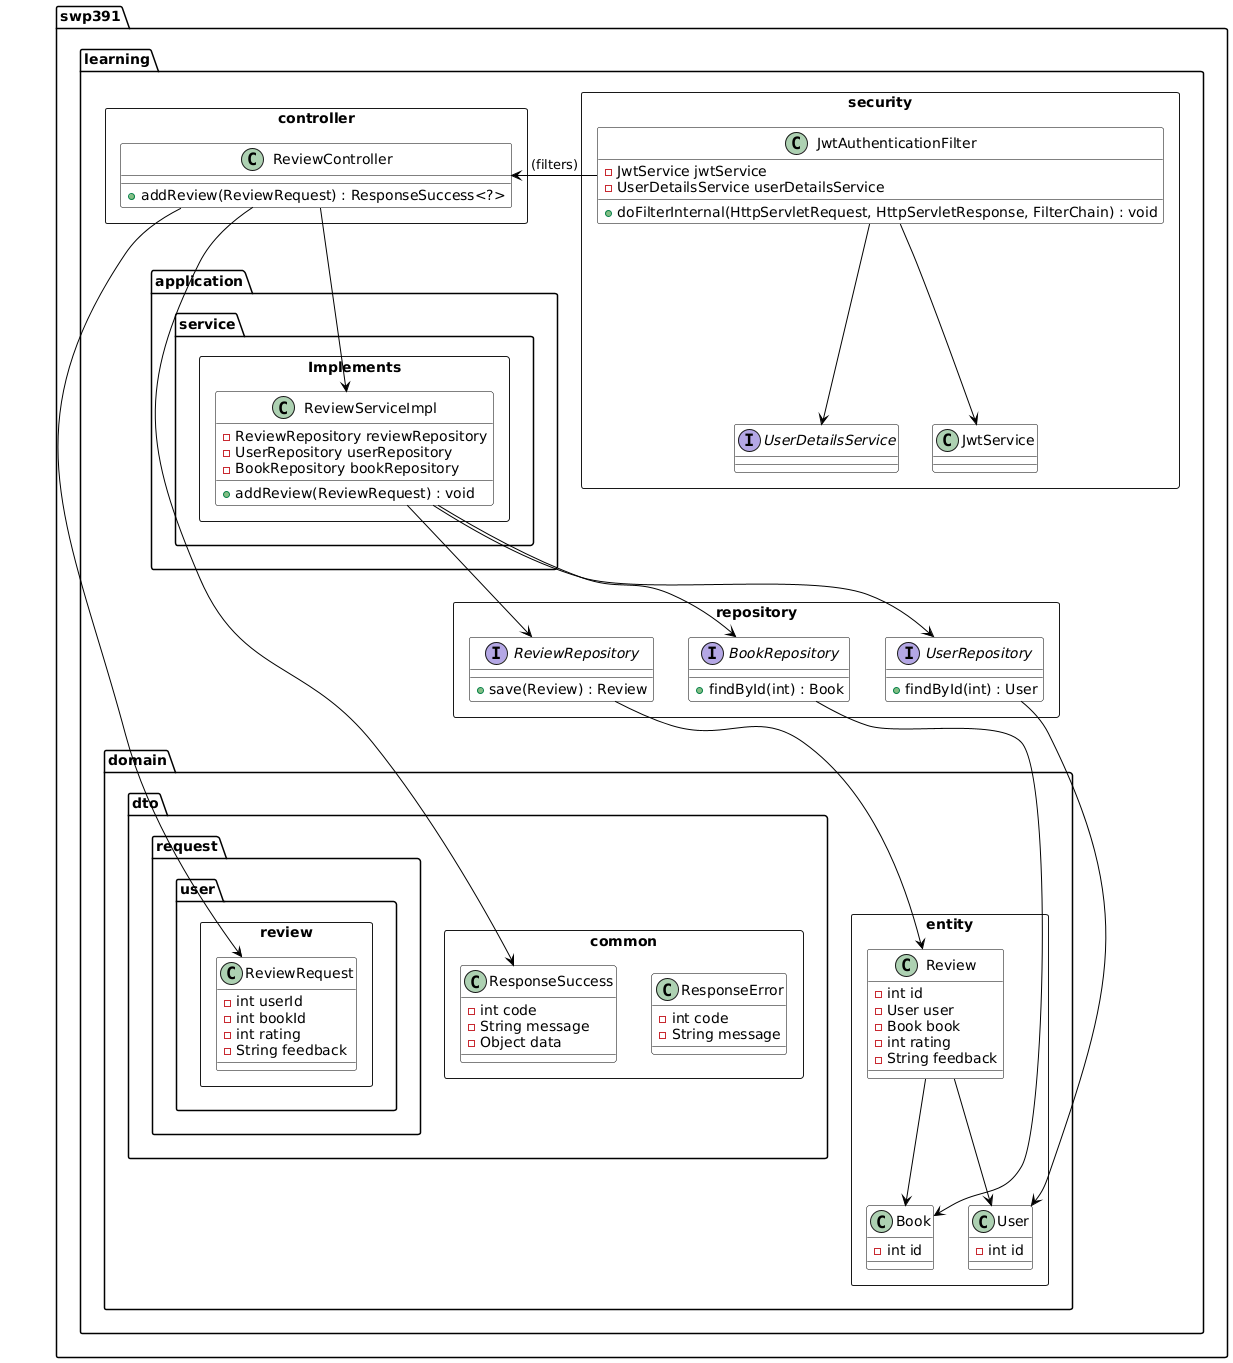 swp391
learning
controller
C ReviewController
addReview(ReviewRequest) : ResponseSuccess<?>
(filters)
security
C JwtAuthenticationFilter
JwtService jwtService
UserDetailsService userDetailsService
doFilterInternal(HttpServletRequest, HttpServletResponse, FilterChain) : void
I UserDetailsService
C JwtService
application
service
Implements
C ReviewServiceImpl
ReviewRepository reviewRepository
UserRepository userRepository
BookRepository bookRepository
addReview(ReviewRequest) : void
repository
I ReviewRepository
save(Review) : Review
I BookRepository
findById(int) : Book
I UserRepository
findById(int) : User
domain
dto
request
user
review
C ReviewRequest
int userId
int bookId
int rating
String feedback
common
C ResponseSuccess
int code
String message
Object data
C ResponseError
int code
String message
entity
C Review
int id
User user
Book book
int rating
String feedback
C Book
int id
C User
int id